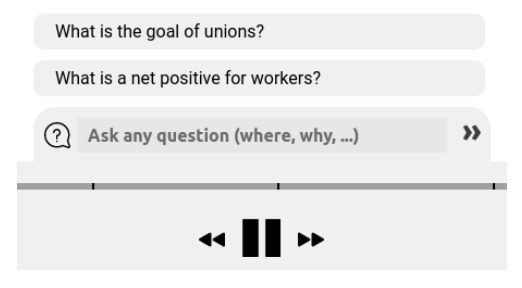 What is the goal of unions?
What is a net positive for workers?
Ask any question (where, why, ...)